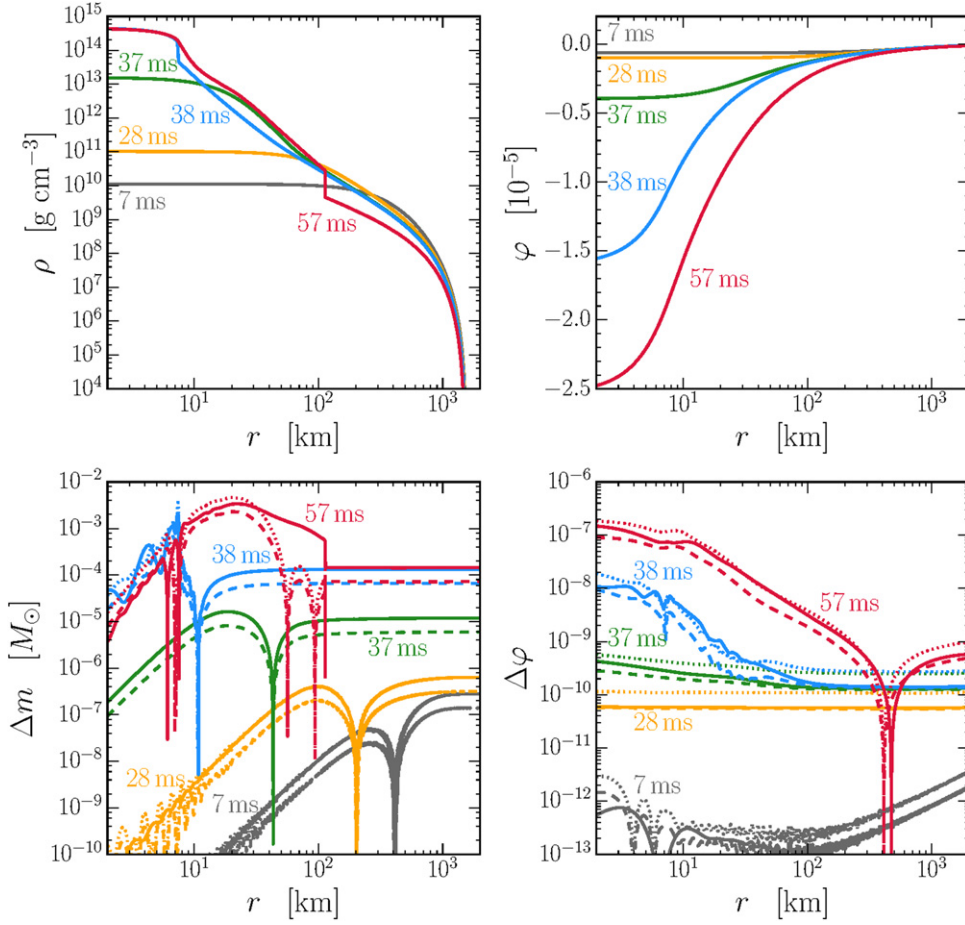 10^15
10^14
10^13
10^12
10^11
10^10
10^9
10^8
10^7
10^6
10^5
10^4
ρ [g cm^−3]
37 ms
38 ms
28 ms
7 ms
57 ms
10^1 10^2 10^3
r [km]
0.0
−0.5
−1.0
−1.5
−2.0
−2.5
φ [10^−5]
7 ms
28 ms
37 ms
38 ms
57 ms
10^1 10^2 10^3
r [km]
10^−2
10^−3
10^−4
10^−5
10^−6
10^−7
10^−8
10^−9
10^−10
Δm [M⊙]
57 ms
38 ms
37 ms
28 ms
7 ms
10^1 10^2 10^3
r [km]
10^−6
10^−7
10^−8
10^−9
10^−10
10^−11
10^−12
10^−13
Δφ
38 ms
57 ms
37 ms
28 ms
7 ms
10^1 10^2 10^3
r [km]